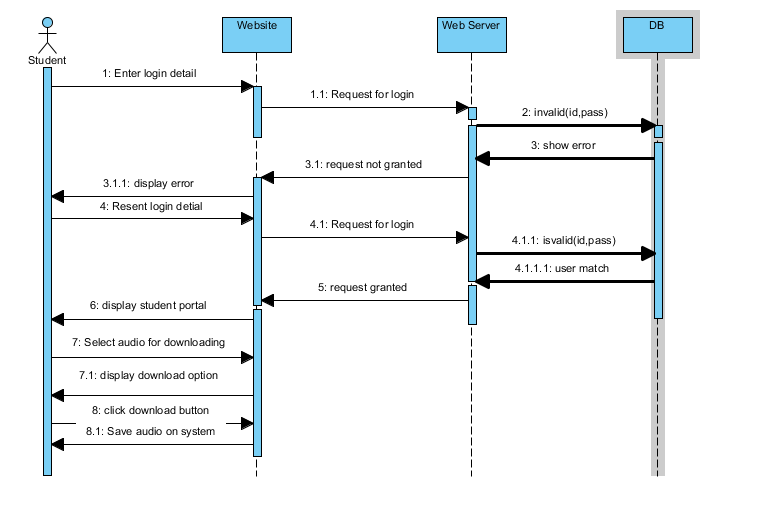 Website
Web Server
DB
Student
1: Enter login detail
1.1: Request for login
2: invalid(id,pass)
3: show error
3.1: request not granted
3.1.1: display error
4: Resent login detial
4.1: Request for login
4.1.1: isvalid(id,pass)
4.1.1.1: user match
5: request granted
6: display student portal
7: Select audio for downloading
7.1: display download option
8: click download button
8.1: Save audio on system